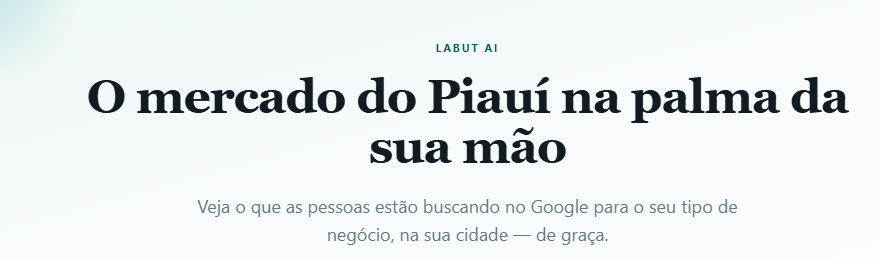 LABUT AI
O mercado do Piauí na palma da
sua mão
Veja o que as pessoas estão buscando no Google para o seu tipo de
negócio, na sua cidade — de graça.